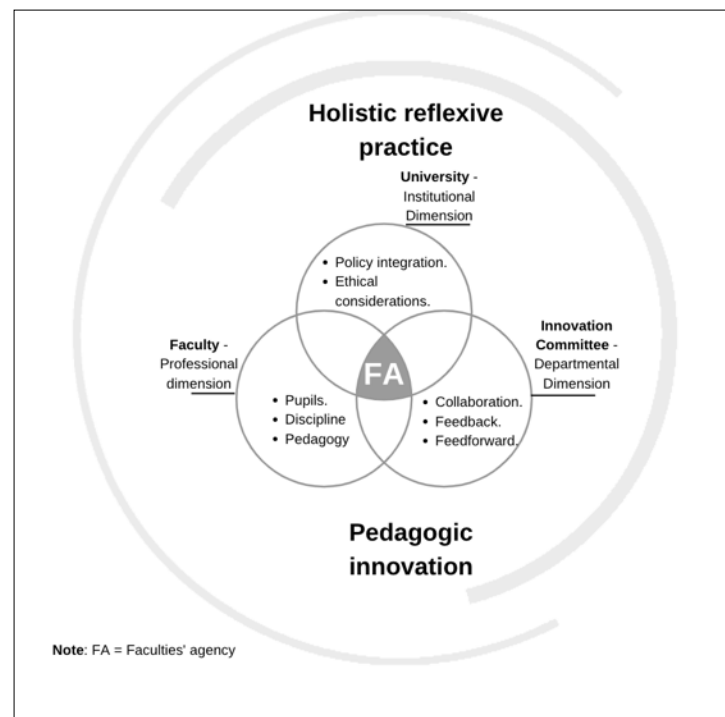 Holistic reflexive
practice
University -
Institutional
Dimension
• Policy integration.
• Ethical
considerations.
Faculty -
Professional
dimension
Innovation
Committee -
Departmental
Dimension
FA
• Pupils.
• Discipline
• Pedagogy
• Collaboration.
• Feedback.
• Feedforward.
Pedagogic
innovation
Note: FA = Faculties' agency